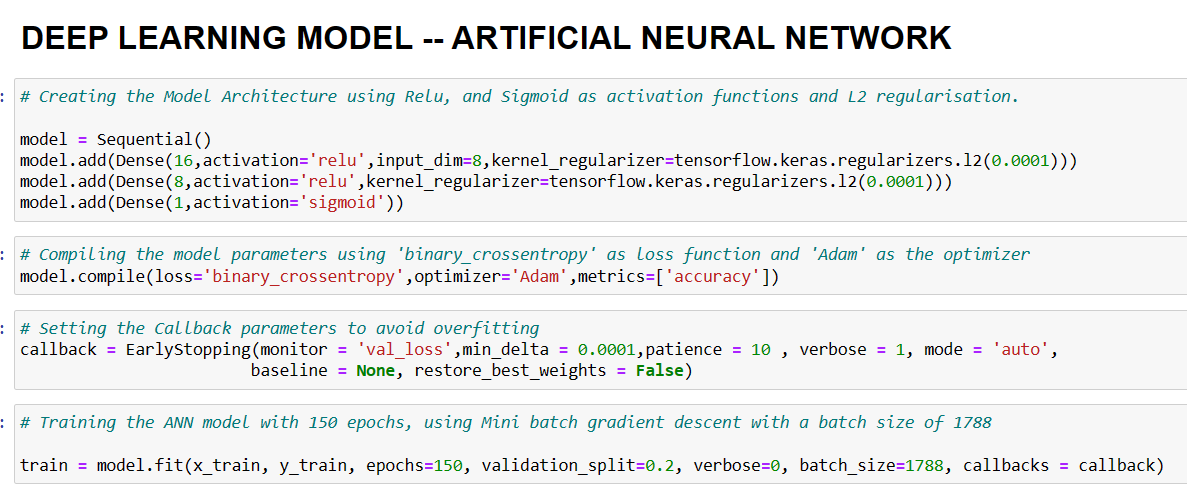 DEEP LEARNING MODEL -- ARTIFICIAL NEURAL NETWORK
: # Creating the Model Architecture using Relu, and Sigmoid as activation functions and L2 regularisation.
model = Sequential()
model.add(Dense(16,activation='relu',input_dim=8,kernel_regularizer=tensorflow.keras.regularizers.l2(0.0001)))
model.add(Dense(8,activation='relu',kernel_regularizer=tensorflow.keras.regularizers.l2(0.0001)))
model.add(Dense(1,activation='sigmoid'))
: # Compiling the model parameters using 'binary_crossentropy' as loss function and 'Adam' as the optimizer
model.compile(loss='binary_crossentropy',optimizer='Adam',metrics=['accuracy'])
: # Setting the Callback parameters to avoid overfitting
callback = EarlyStopping(monitor = 'val_loss',min_delta = 0.0001,patience = 10 , verbose = 1, mode = 'auto',
baseline = None, restore_best_weights = False)
: # Training the ANN model with 150 epochs, using Mini batch gradient descent with a batch size of 1788
train = model.fit(x_train, y_train, epochs=150, validation_split=0.2, verbose=0, batch_size=1788, callbacks = callback)